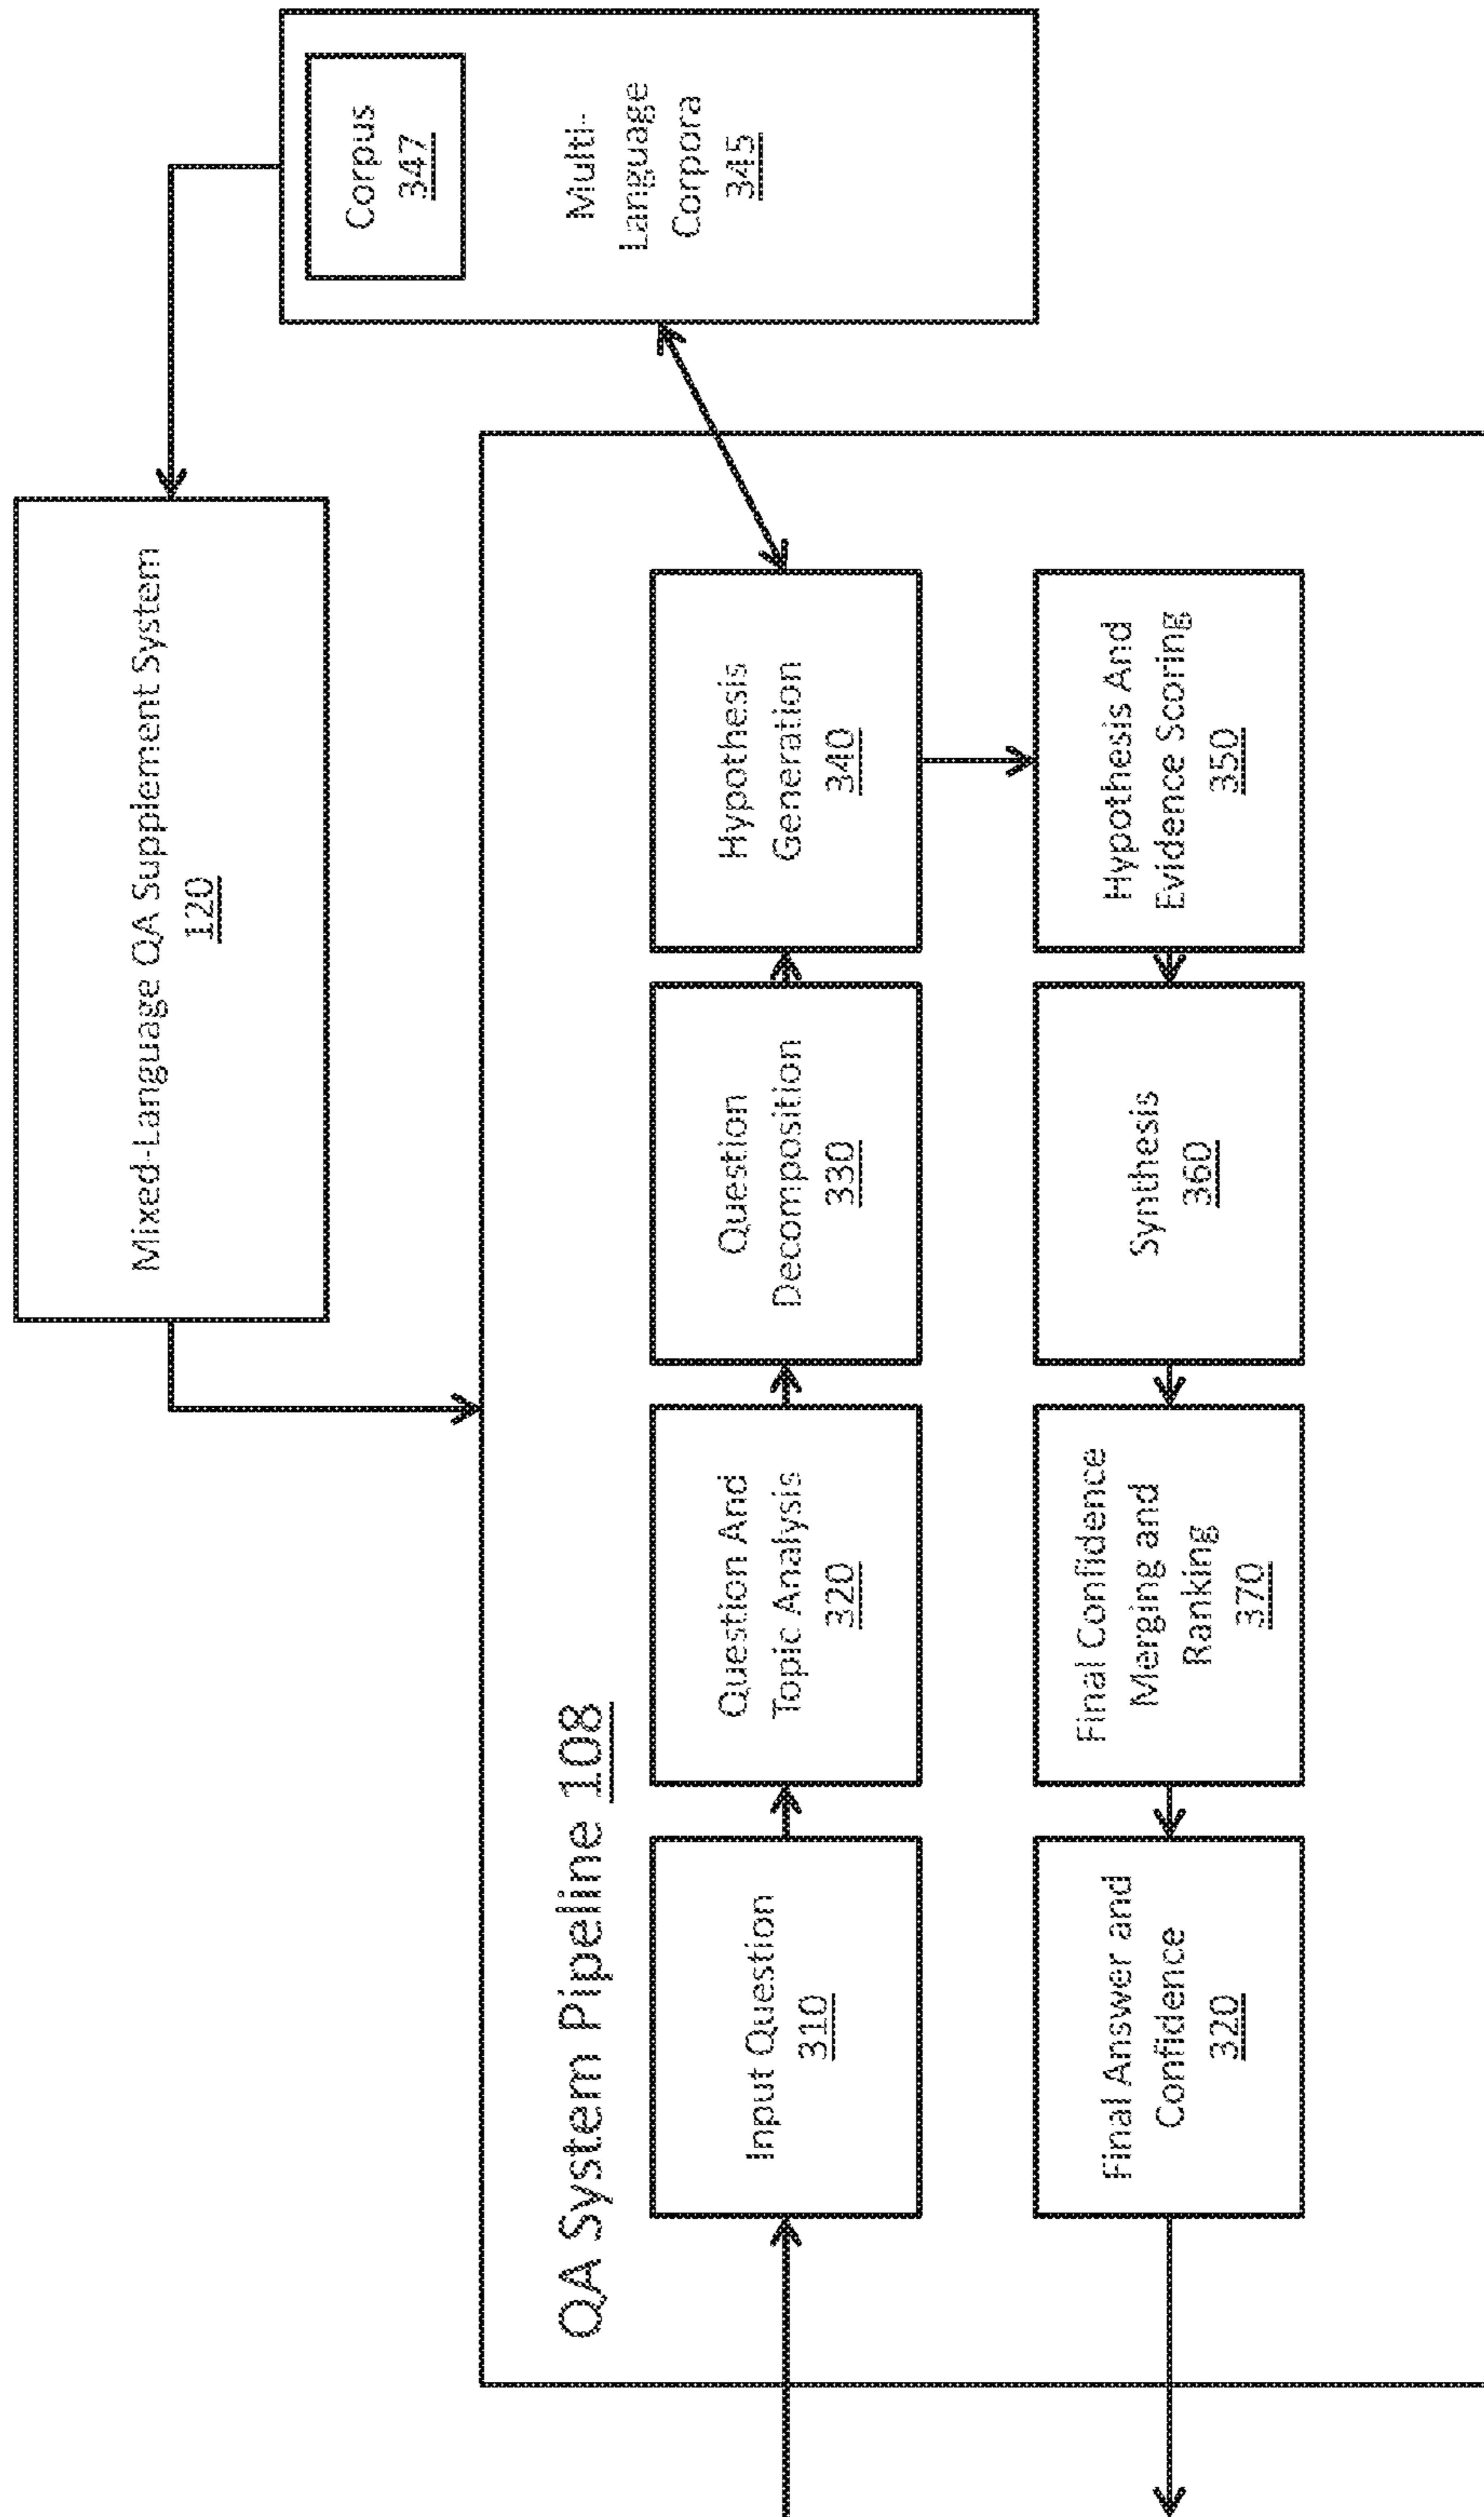 Mixed-Language QA Supplement System
120
Corpus
347
Multi-
Language
Corpora
345
QA System Pipeline 108
Input Question
310
Question And
Topic Analysis
320
Question
Decomposition
330
Hypothesis
Generation
340
Hypothesis And
Evidence Scoring
350
Synthesis
360
Final Confidence
Merging and
Ranking
370
Final Answer and
Confidence
320